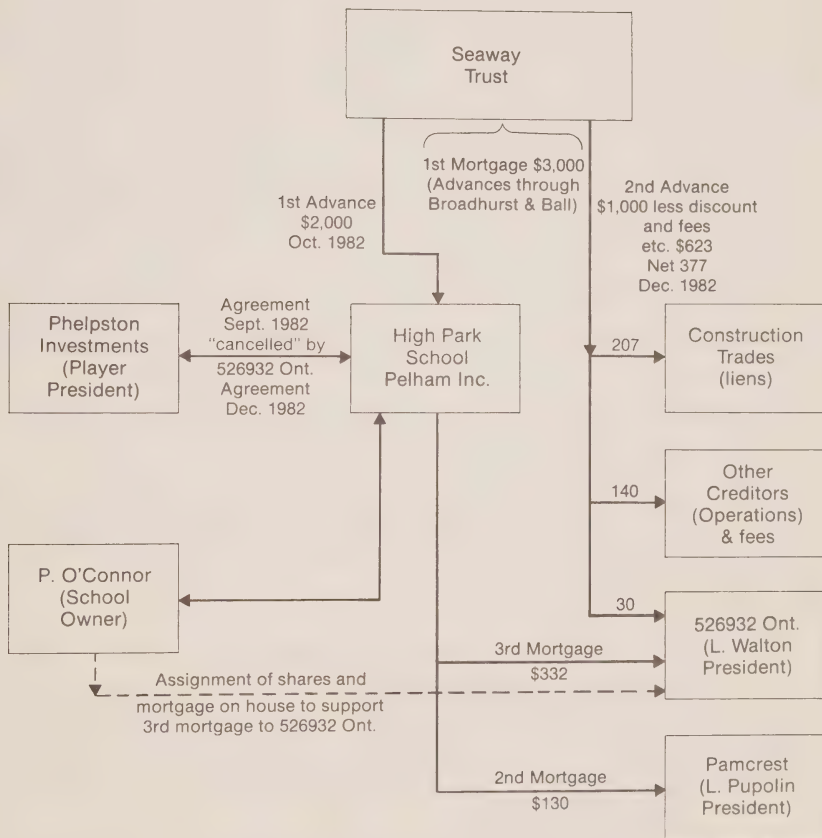 Seaway
Trust
1st Mortgage $3,000
(Advances through
Broadhurst & Ball)
1st Advance
$2,000
Oct. 1982
2nd Advance
$1,000 less discount
and fees
etc. $623
Net 377
Dec. 1982
Phelpston
Investments
(Player
President)
Agreement
Sept. 1982
"cancelled" by
526932 Ont.
Agreement
Dec. 1982
High Park
School
Pelham Inc.
207
Construction
Trades
(liens)
140
Other
Creditors
(Operations)
& fees
P. O'Connor
(School
Owner)
30
526932 Ont.
(L. Walton
President)
3rd Mortgage
$332
Assignment of shares and
mortgage on house to support
3rd mortgage to 526932 Ont.
2nd Mortgage
$130
Pamcrest
(L. Pupolin
President)